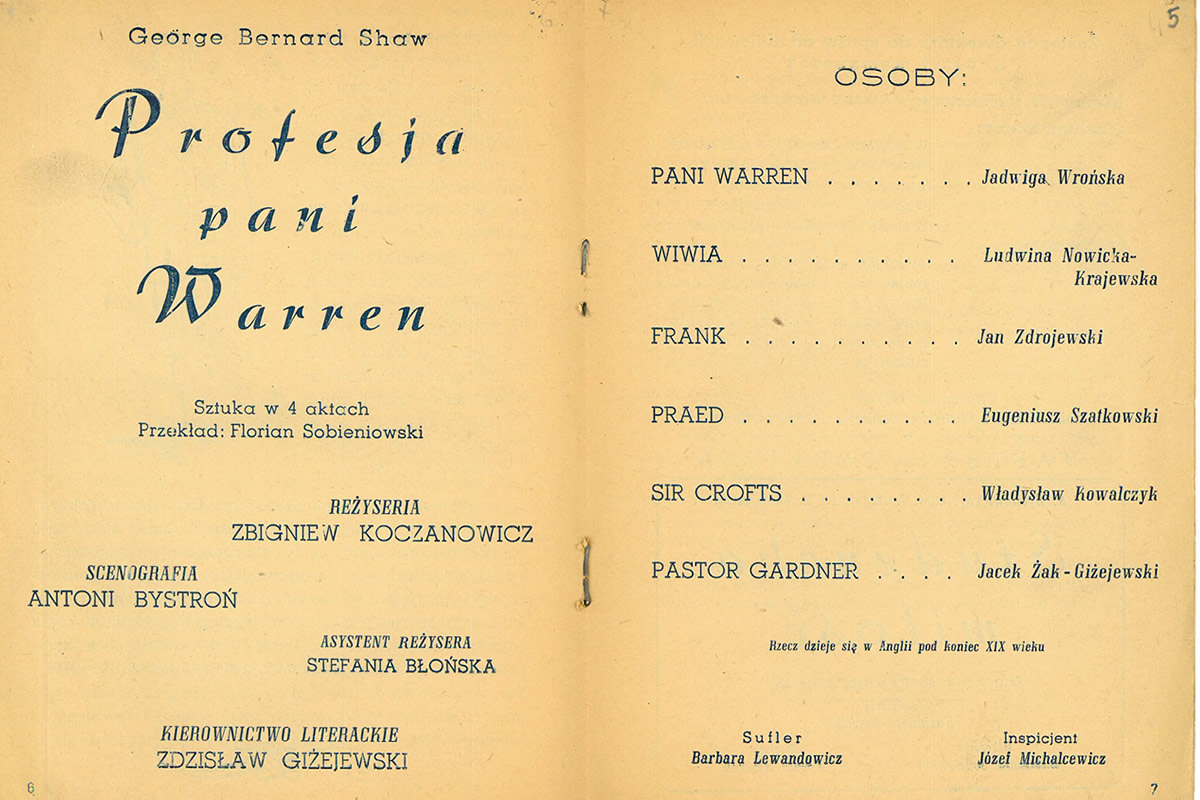 George Bernard Shaw
Profesja
pani
Warren
Sztuka w 4 aktach
Przekład: Florian Sobieniowski
REŻYSERIA
ZBIGNIEW KOCZANOWICZ
SCENOGRAFIA
ANTONI BYSTROŃ
ASYSTENT REŻYSERA
STEFANIA BŁOŃSKA
KIEROWNICTWO LITERACKIE
ZDZISŁAW GIŻEJEWSKI
6
5
OSOBY:
PANI WARREN . . . . . . . Jadwiga Wrońska
WIWIA . . . . . . . . . . Ludwina Nowicka-
Krajewska
FRANK . . . . . . . . . . Jan Zdrojewski
PRAED . . . . . . . . . . Eugeniusz Szatkowski
SIR CROFTS . . . . . . . . Władysław Kowalczyk
PASTOR GARDNER . . . . Jacek Żak-Giżejewski
Rzecz dzieje się w Anglii pod koniec XIX wieku
Sufler
Barbara Lewandowicz
Inspicjent
Józef Michalcewicz
7